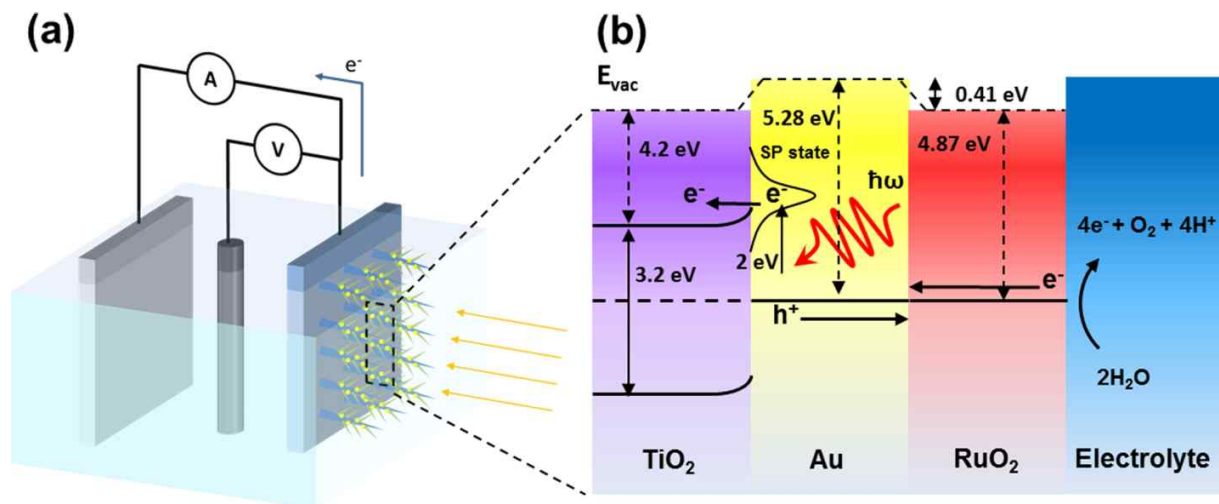 (a)
A
e⁻
V
(b)
E_vac
5.28 eV
0.41 eV
4.2 eV
SP state
4.87 eV
ħω
e⁻
e⁻
4e⁻ + O₂ + 4H⁺
3.2 eV
2 eV
e⁻
h⁺
2H₂O
TiO₂
Au
RuO₂
Electrolyte